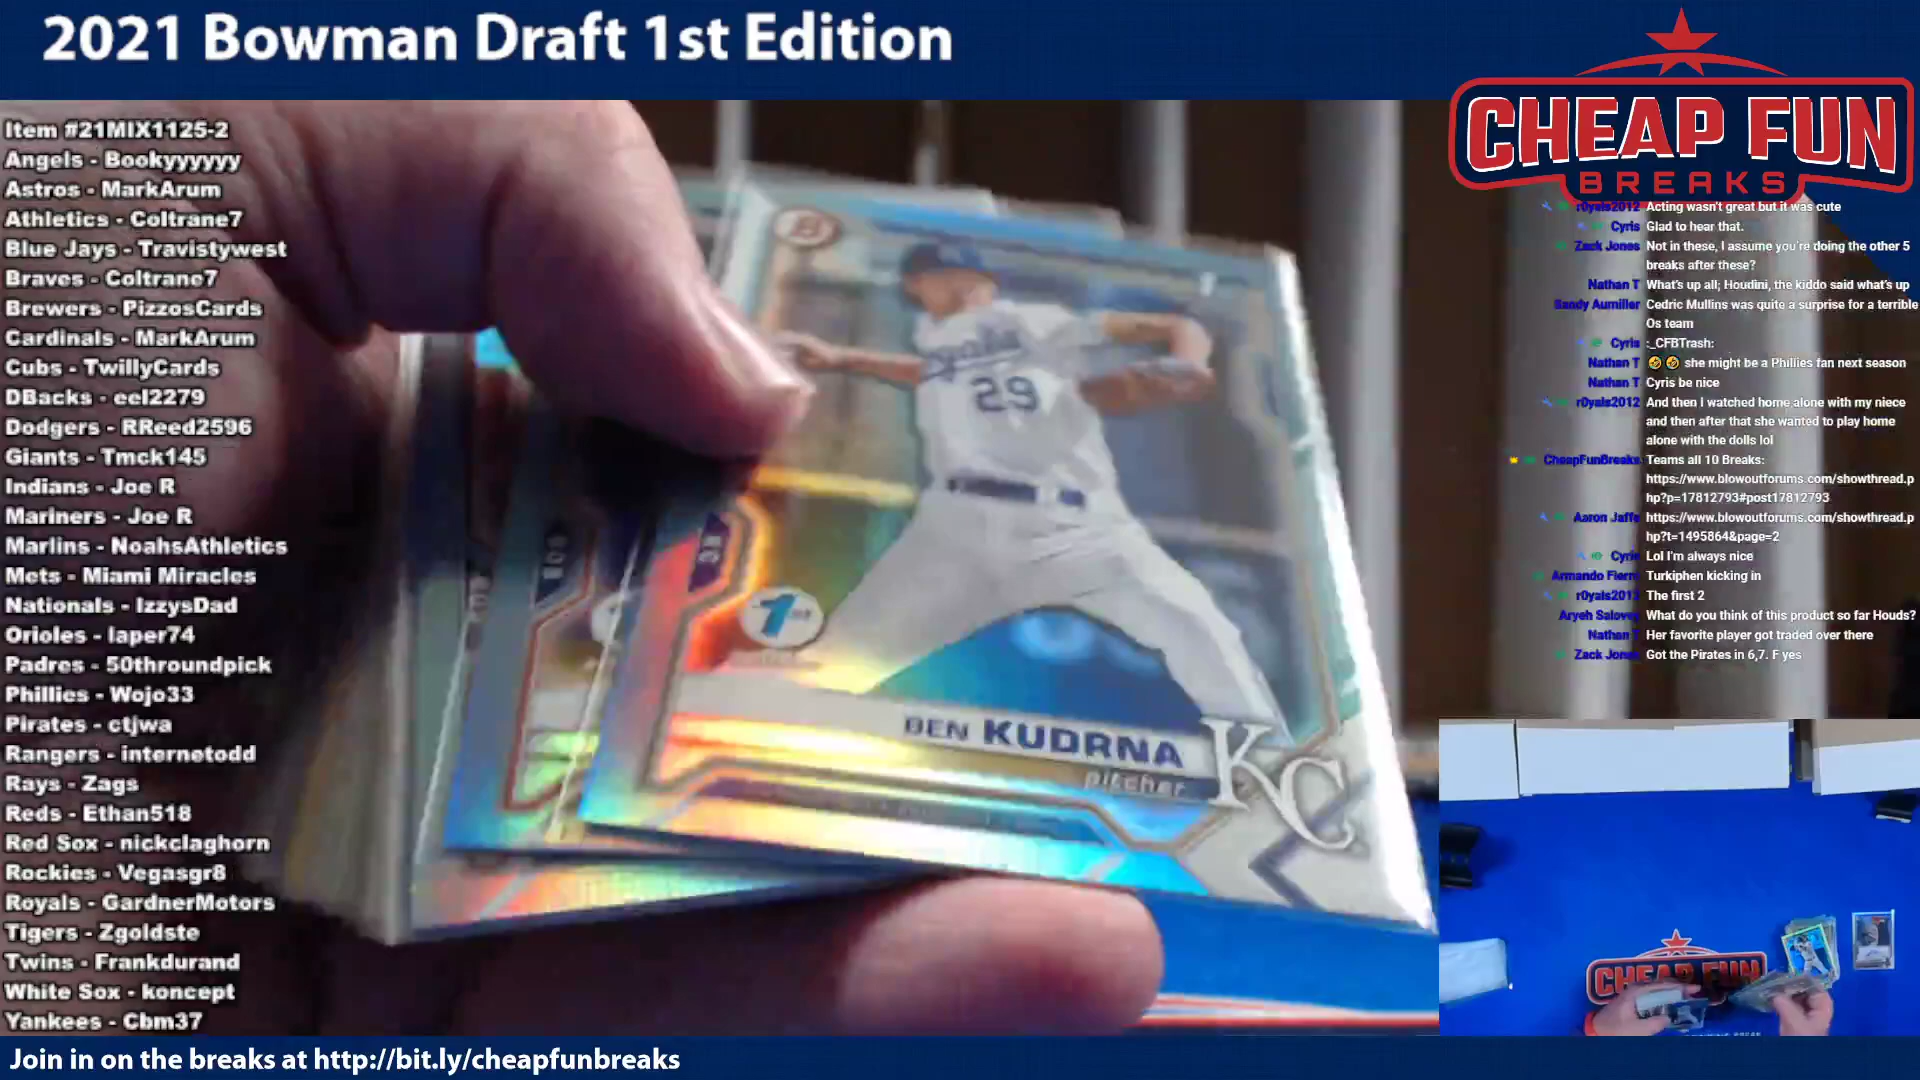 2021 Bowman Draft 1st Edition
Item #21MIX1125-2
Angels - Bookyyyyyy
Astros - MarkArum
Athletics - Coltrane7
Blue Jays - Travistywest
Braves - Coltrane7
Brewers - PizzosCards
Cardinals - MarkArum
Cubs - TwillyCards
DBacks - eel2279
Dodgers - RReed2596
Giants - Tmck145
Indians - Joe R
Mariners - Joe R
Marlins - NoahsAthletics
Mets - Miami Miracles
Nationals - IzzysDad
Orioles - laper74
Padres - 50throundpick
Phillies - Wojo33
Pirates - ctjwa
Rangers - internetodd
Rays - Zags
Reds - Ethan518
Red Sox - nickclaghorn
Rockies - Vegasgr8
Royals - GardnerMotors
Tigers - Zgoldste
Twins - Frankdurand
White Sox - koncept
Yankees - Cbm37
B
Royals
29
1st
BEN KUDRNA
pitcher
KC
CHEAP FUN
BREAKS
r0yals2012 Acting wasn't great but it was cute
Cyris Glad to hear that.
Zack Jones Not in these, I assume you're doing the other 5
breaks after these?
Nathan T What's up all; Houdini, the kiddo said what's up
Sandy Aumiller Cedric Mullins was quite a surprise for a terrible
Os team
Cyris :_CFBTrash:
Nathan T 🤣🤣 she might be a Phillies fan next season
Nathan T Cyris be nice
r0yals2012 And then I watched home alone with my niece
and then after that she wanted to play home
alone with the dolls lol
CheapFunBreaks Teams all 10 Breaks:
https://www.blowoutforums.com/showthread.p
hp?p=17812793#post17812793
Aaron Jaffe https://www.blowoutforums.com/showthread.p
hp?t=1495864&page=2
Cyris Lol I'm always nice
Armando Fierro Turkiphen kicking in
r0yals2012 The first 2
Aryeh Salovey What do you think of this product so far Houds?
Nathan T Her favorite player got traded over there
Zack Jones Got the Pirates in 6,7. F yes
CHEAP FUN
Join in on the breaks at http://bit.ly/cheapfunbreaks